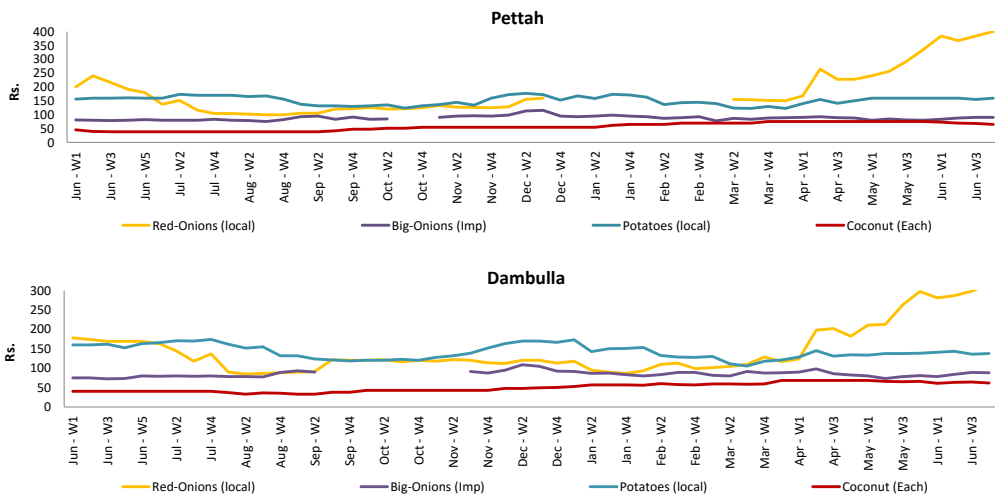 Pettah
400
350
300
250
200
150
100
50
0
Rs.
Jun - W1
Jun - W3
Jun - W5
Jul - W2
Jul - W4
Aug - W2
Aug - W4
Sep - W2
Sep - W4
Oct - W2
Oct - W4
Nov - W2
Nov - W4
Dec - W2
Dec - W4
Jan - W2
Jan - W4
Feb - W2
Feb - W4
Mar - W2
Mar - W4
Apr - W1
Apr - W3
May - W1
May - W3
Jun - W1
Jun - W3
Red-Onions (local) Big-Onions (Imp) Potatoes (local) Coconut (Each)
Dambulla
300
250
200
150
100
50
0
Rs.
Jun - W1
Jun - W3
Jun - W5
Jul - W2
Jul - W4
Aug - W2
Aug - W4
Sep - W2
Sep - W4
Oct - W2
Oct - W4
Nov - W2
Nov - W4
Dec - W2
Dec - W4
Jan - W2
Jan - W4
Feb - W2
Feb - W4
Mar - W2
Mar - W4
Apr - W1
Apr - W3
May - W1
May - W3
Jun - W1
Jun - W3
Red-Onions (local) Big-Onions (Imp) Potatoes (local) Coconut (Each)